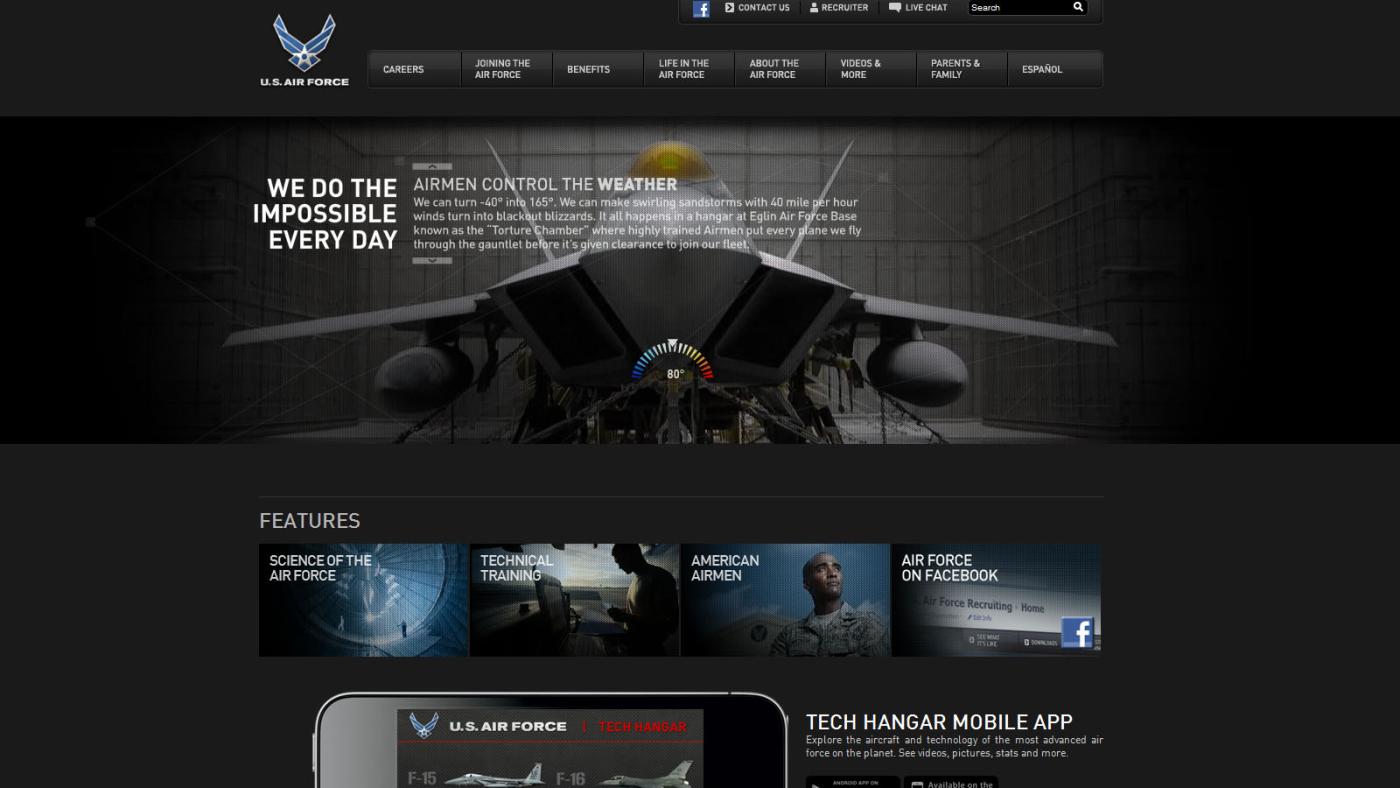 CONTACT US
RECRUITER
LIVE CHAT
Search
U.S. AIR FORCE
CAREERS
JOINING THE
AIR FORCE
BENEFITS
LIFE IN THE
AIR FORCE
ABOUT THE
AIR FORCE
VIDEOS &
MORE
PARENTS &
FAMILY
ESPAÑOL
WE DO THE
IMPOSSIBLE
EVERY DAY
AIRMEN CONTROL THE WEATHER
We can turn -40° into 165°. We can make swirling sandstorms with 40 mile per hour
winds turn into blackout blizzards. It all happens in a hangar at Eglin Air Force Base
known as the “Torture Chamber” where highly trained Airmen put every plane we fly
through the gauntlet before it's given clearance to join our fleet.
80°
FEATURES
SCIENCE OF THE
AIR FORCE
TECHNICAL
TRAINING
AMERICAN
AIRMEN
AIR FORCE
ON FACEBOOK
Air Force Recruiting · Home
Edit Info
SEE WHAT
IT'S LIKE
DOWNLOADS
U.S. AIR FORCE | TECH HANGAR
F-15
F-16
TECH HANGAR MOBILE APP
Explore the aircraft and technology of the most advanced air
force on the planet. See videos, pictures, stats and more.
ANDROID APP ON
Available on the